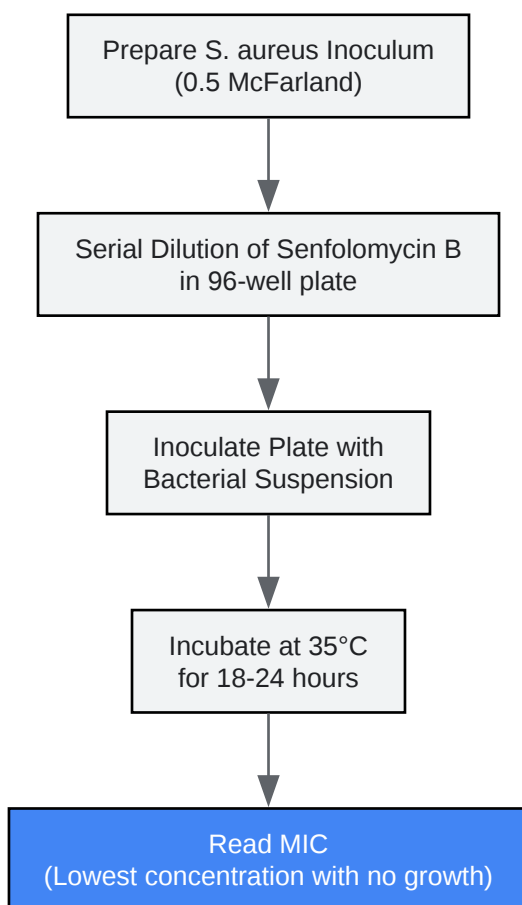 Prepare S. aureus Inoculum
(0.5 McFarland)
Serial Dilution of Senfolomycin B
in 96-well plate
Inoculate Plate with
Bacterial Suspension
Incubate at 35°C
for 18-24 hours
Read MIC
(Lowest concentration with no growth)